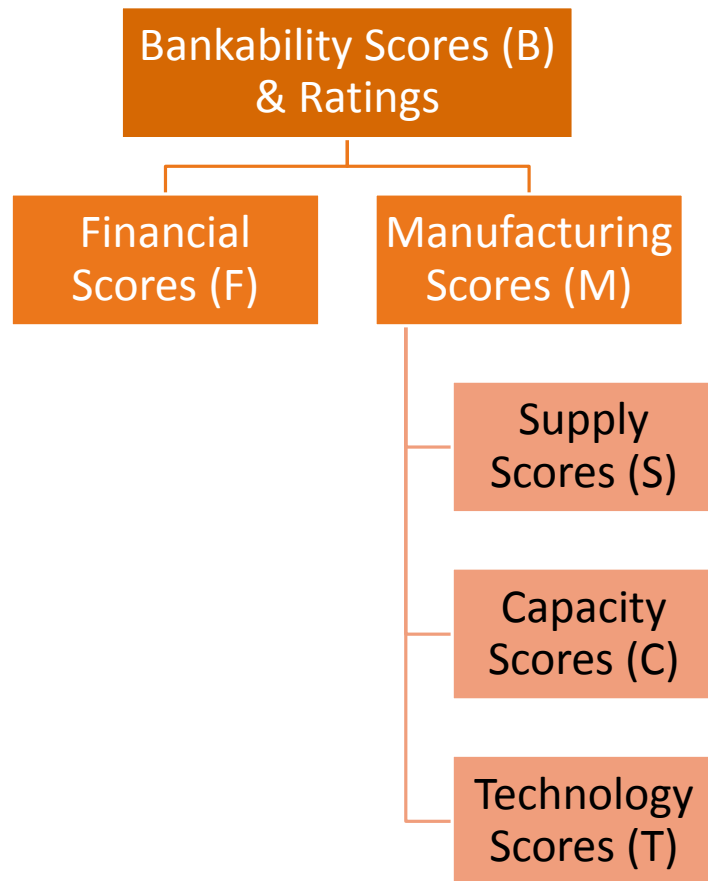 Bankability Scores (B)
& Ratings
Financial
Scores (F)
Manufacturing
Scores (M)
Supply
Scores (S)
Capacity
Scores (C)
Technology
Scores (T)